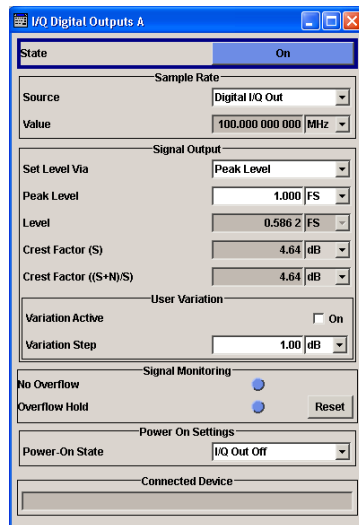 I/Q Digital Outputs A
State On
Sample Rate
Source Digital I/Q Out
Value 100.000 000 000 MHz
Signal Output
Set Level Via Peak Level
Peak Level 1.000 FS
Level 0.586 2 FS
Crest Factor (S) 4.64 dB
Crest Factor ((S+N)/S) 4.64 dB
User Variation
Variation Active On
Variation Step 1.00 dB
Signal Monitoring
No Overflow
Overflow Hold Reset
Power On Settings
Power-On State I/Q Out Off
Connected Device